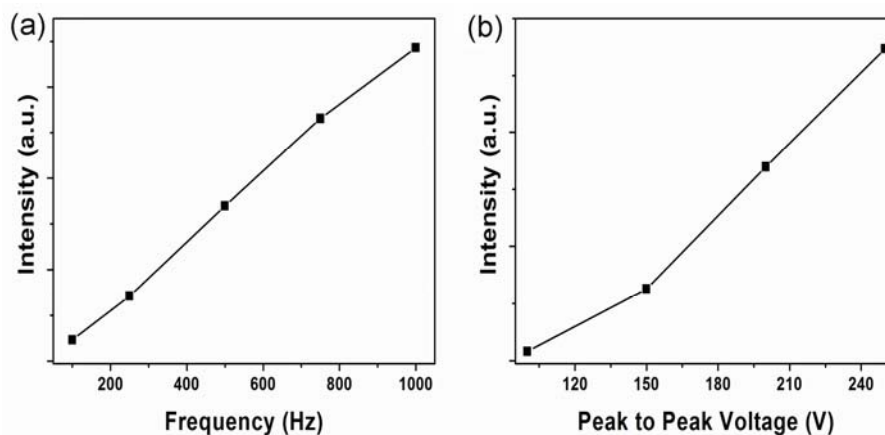 (a)
Intensity (a.u.)
200 400 600 800 1000
Frequency (Hz)
(b)
Intensity (a.u.)
120 150 180 210 240
Peak to Peak Voltage (V)